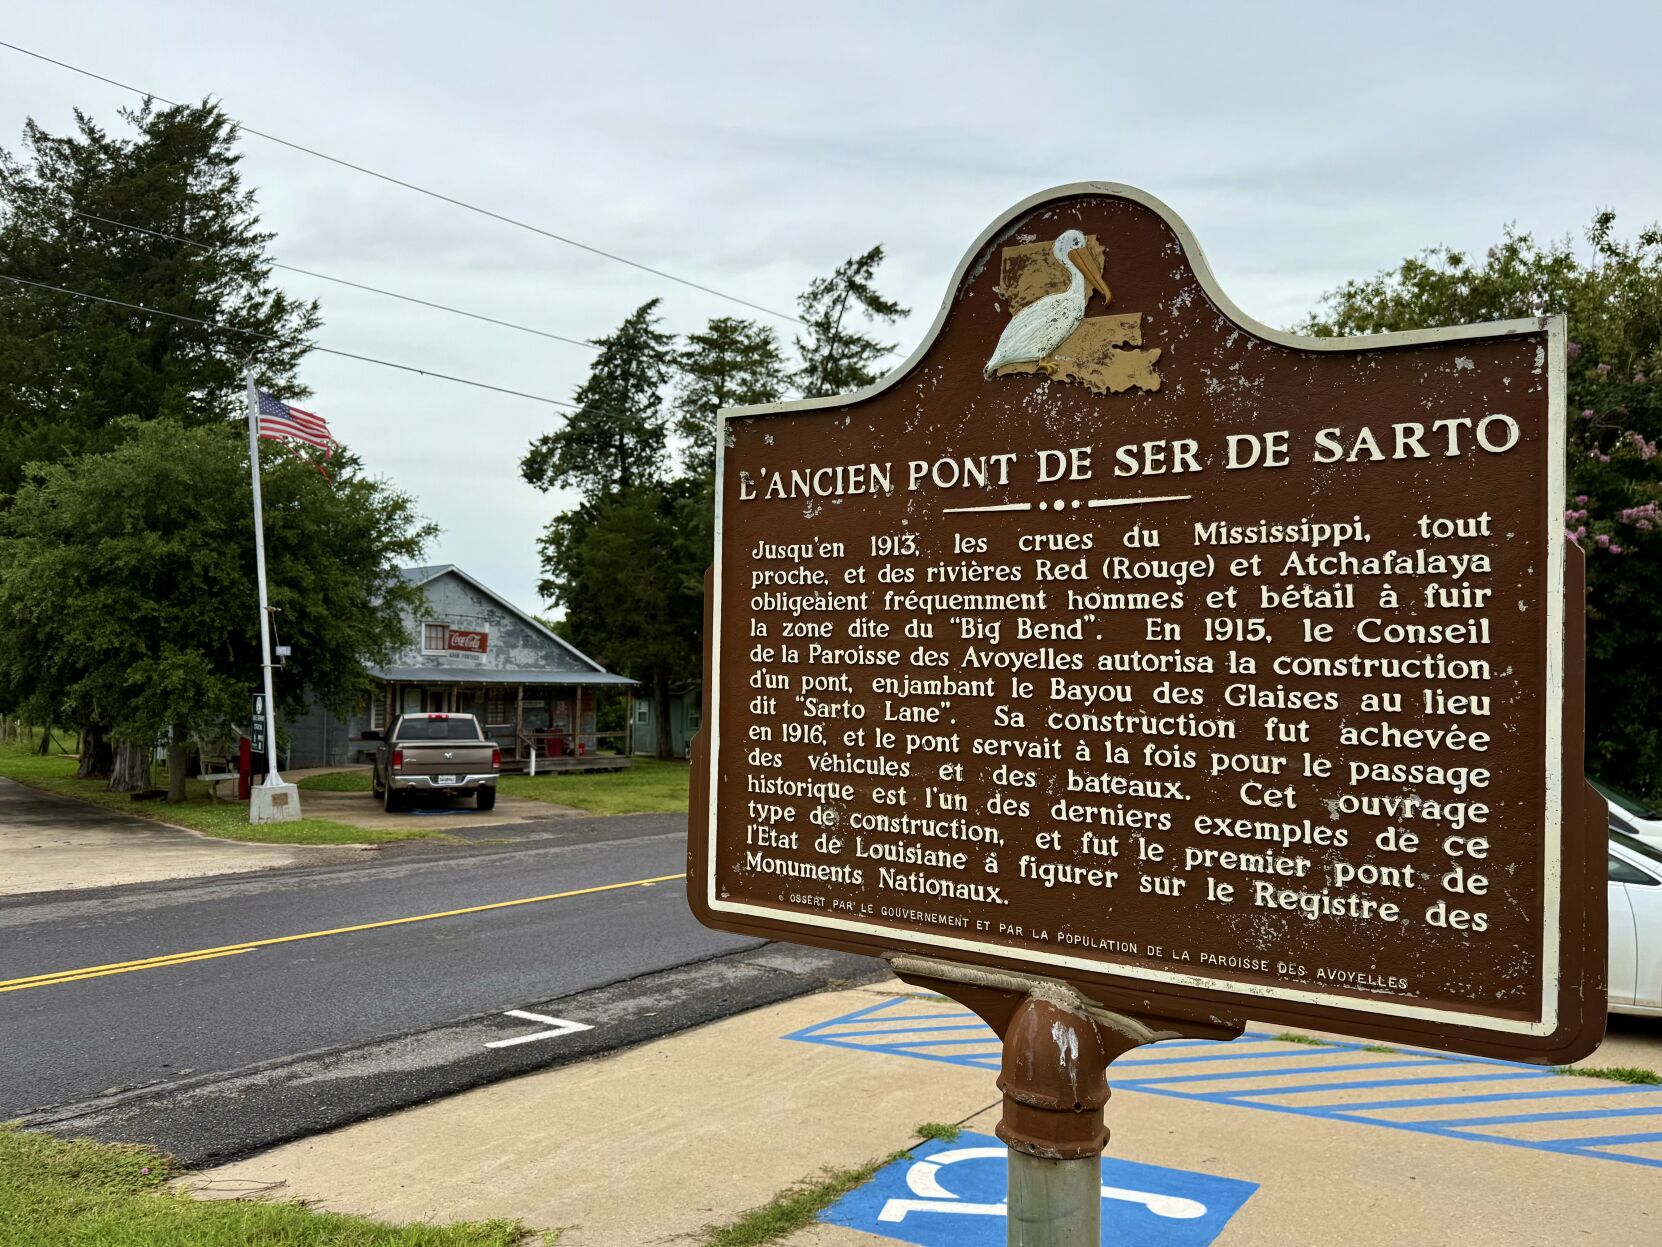 L'ANCIEN PONT DE SER DE SARTO
Jusqu'en 1913, les crues du Mississippi, tout
proche, et des rivières Red (Rouge) et Atchafalaya
obligeaient fréquemment hommes et bétail à fuir
la zone dite du "Big Bend". En 1915, le Conseil
de la Paroisse des Avoyelles autorisa la construction
d'un pont, enjambant le Bayou des Glaises au lieu
dit "Sarto Lane". Sa construction fut achevée
en 1916, et le pont servait à la fois pour le passage
des véhicules et des bateaux. Cet ouvrage
historique est l'un des derniers exemples de ce
type de construction, et fut le premier pont de
l'Etat de Louisiane à figurer sur le Registre des
Monuments Nationaux.
OSSERT PAR LE GOUVERNEMENT ET PAR LA POPULATION DE LA PAROISSE DES AVOYELLES
Coca-Cola